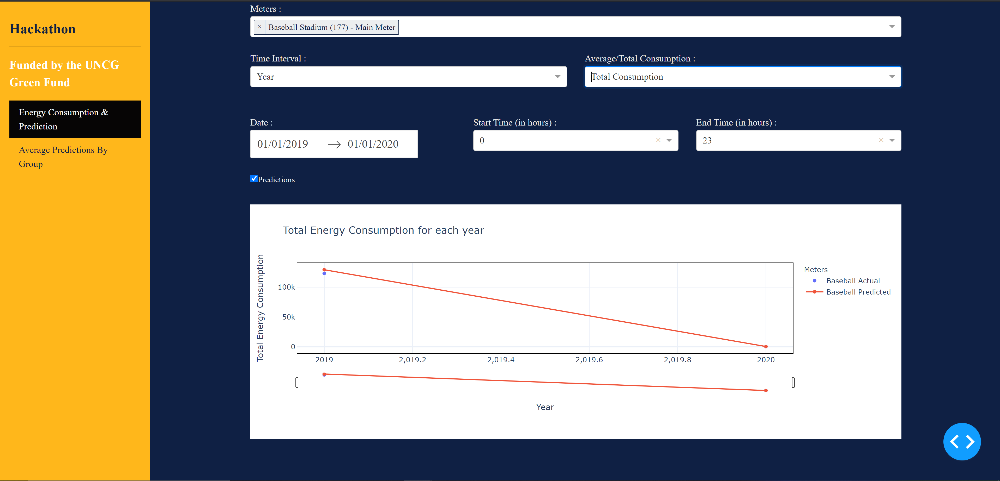 Hackathon
Funded by the UNCG
Green Fund
Energy Consumption &
Prediction
Average Predictions By
Group
Meters :
× Baseball Stadium (177) - Main Meter
Time Interval :
Year
Average/Total Consumption :
Total Consumption
Date :
01/01/2019 → 01/01/2020
Start Time (in hours) :
0 ×
End Time (in hours) :
23 ×
Predictions
Total Energy Consumption for each year
Total Energy Consumption
100k
50k
0
2019 2,019.2 2,019.4 2,019.6 2,019.8 2020
Year
Meters
Baseball Actual
Baseball Predicted